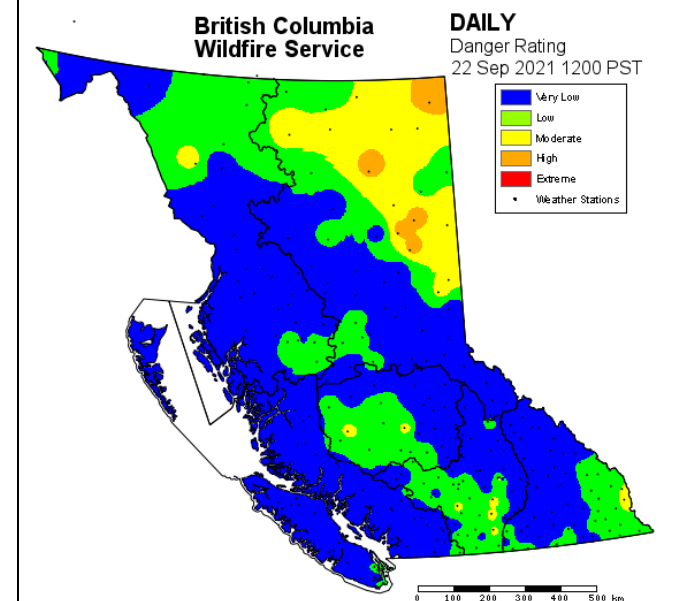 British Columbia
Wildfire Service
DAILY
Danger Rating
22 Sep 2021 1200 PST
Very Low
Low
Moderate
High
Extreme
Weather Stations
0 100 200 300 400 500 km